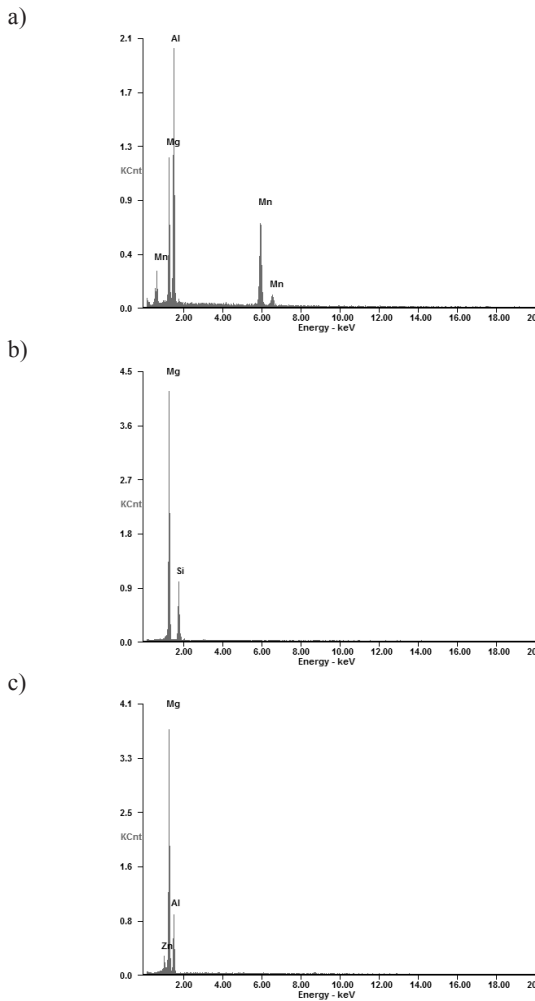 a)
2.1
Al
1.7
1.3
Mg
KCnt
0.9
Mn
0.4
Mn
Mn
0.0
2.00 4.00 6.00 8.00 10.00 12.00 14.00 16.00 18.00 20
Energy - keV
b)
4.5
Mg
3.6
2.7
KCnt
1.8
Si
0.9
0.0
2.00 4.00 6.00 8.00 10.00 12.00 14.00 16.00 18.00 20
Energy - keV
c)
4.1
Mg
3.3
2.5
KCnt
1.6
Al
0.8
Zn
0.0
2.00 4.00 6.00 8.00 10.00 12.00 14.00 16.00 18.00 20
Energy - keV